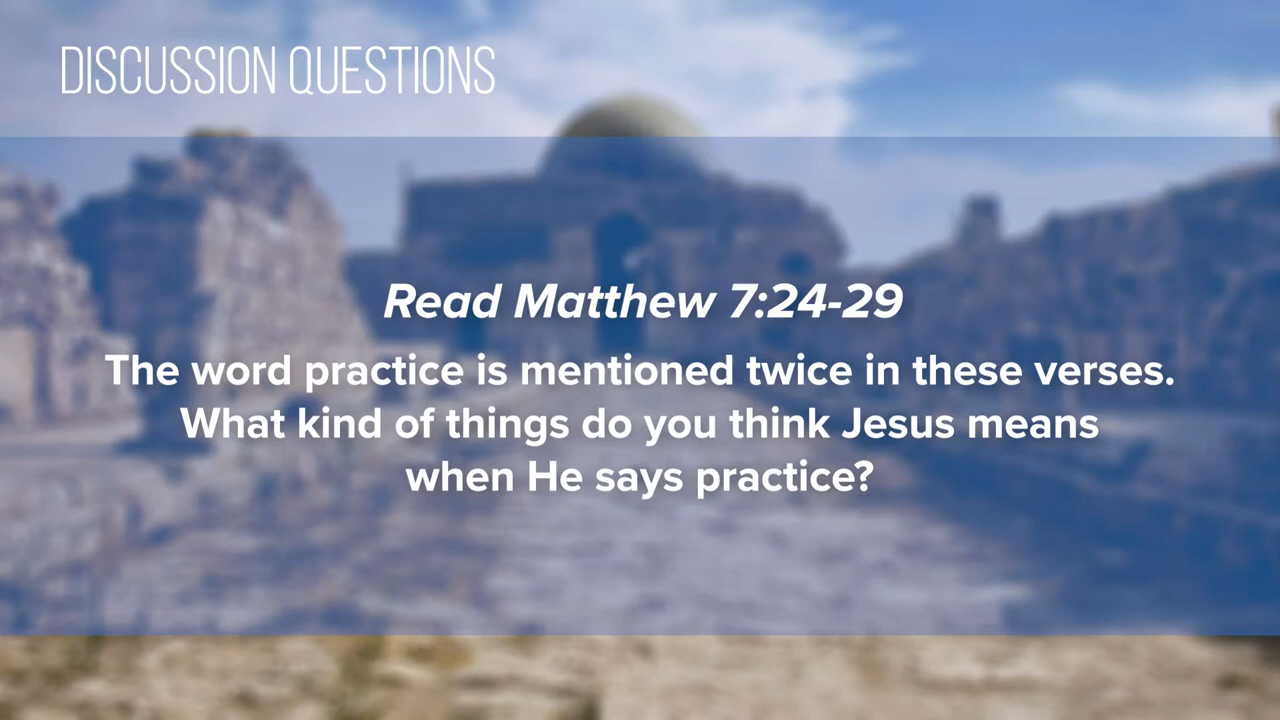 DISCUSSION QUESTIONS
Read Matthew 7:24-29
The word practice is mentioned twice in these verses.
What kind of things do you think Jesus means
when He says practice?